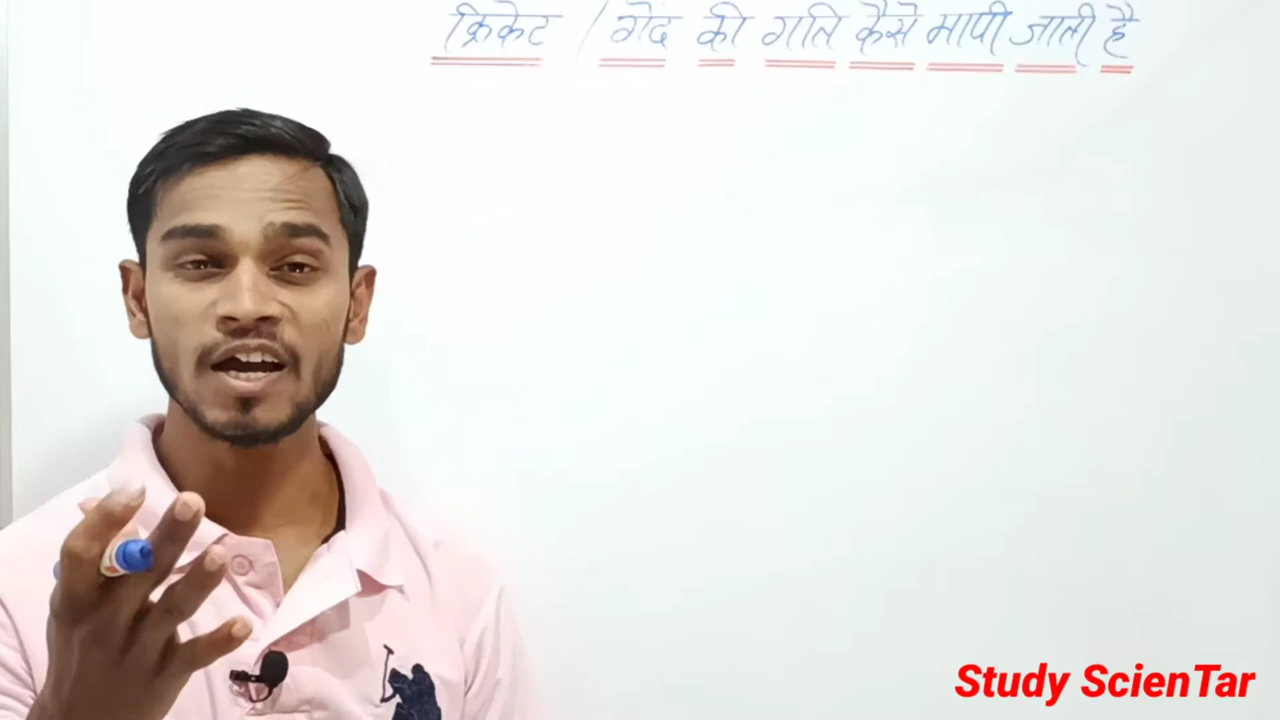 क्रिकेट / गेंद की गति कैसे मापी जाती है
Study ScienTar